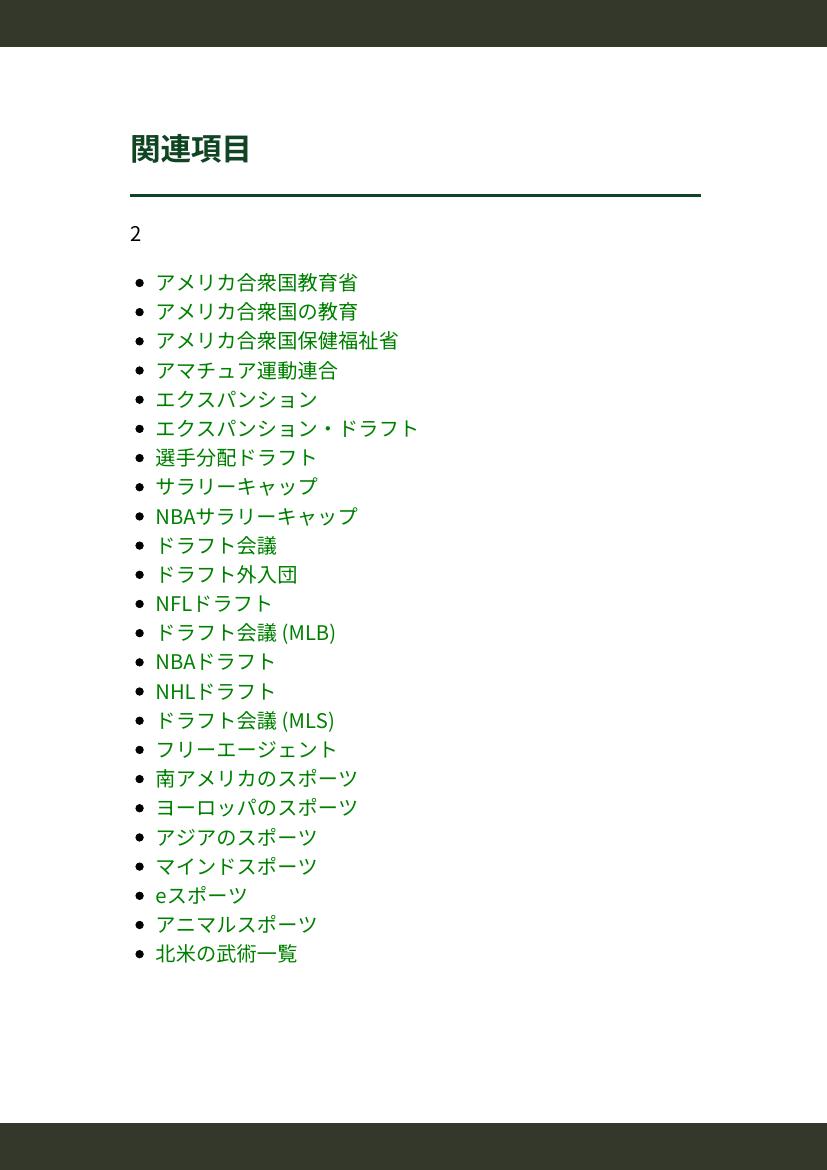 関連項目
2
アメリカ合衆国教育省
アメリカ合衆国の教育
アメリカ合衆国保健福祉省
アマチュア運動連合
エクスパンション
エクスパンション・ドラフト
選手分配ドラフト
サラリーキャップ
NBAサラリーキャップ
ドラフト会議
ドラフト外入団
NFLドラフト
ドラフト会議 (MLB)
NBAドラフト
NHLドラフト
ドラフト会議 (MLS)
フリーエージェント
南アメリカのスポーツ
ヨーロッパのスポーツ
アジアのスポーツ
マインドスポーツ
eスポーツ
アニマルスポーツ
北米の武術一覧